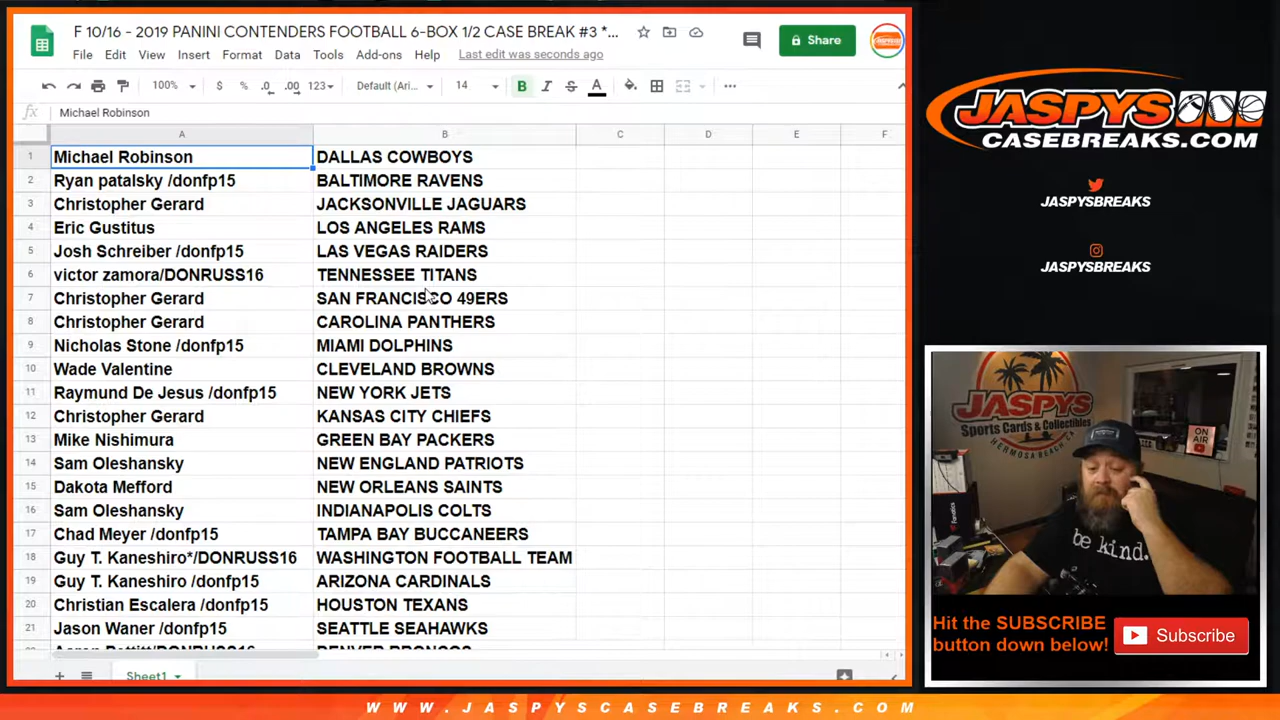 F 10/16 - 2019 PANINI CONTENDERS FOOTBALL 6-BOX 1/2 CASE BREAK #3 *...
File Edit View Insert Format Data Tools Add-ons Help Last edit was seconds ago
Share
100% $ % .0 .00 123 Default (Ari... 14 B I S A
fx Michael Robinson
A B C D E F
1 Michael Robinson DALLAS COWBOYS
2 Ryan patalsky /donfp15 BALTIMORE RAVENS
3 Christopher Gerard JACKSONVILLE JAGUARS
4 Eric Gustitus LOS ANGELES RAMS
5 Josh Schreiber /donfp15 LAS VEGAS RAIDERS
6 victor zamora/DONRUSS16 TENNESSEE TITANS
7 Christopher Gerard SAN FRANCISCO 49ERS
8 Christopher Gerard CAROLINA PANTHERS
9 Nicholas Stone /donfp15 MIAMI DOLPHINS
10 Wade Valentine CLEVELAND BROWNS
11 Raymund De Jesus /donfp15 NEW YORK JETS
12 Christopher Gerard KANSAS CITY CHIEFS
13 Mike Nishimura GREEN BAY PACKERS
14 Sam Oleshansky NEW ENGLAND PATRIOTS
15 Dakota Mefford NEW ORLEANS SAINTS
16 Sam Oleshansky INDIANAPOLIS COLTS
17 Chad Meyer /donfp15 TAMPA BAY BUCCANEERS
18 Guy T. Kaneshiro*/DONRUSS16 WASHINGTON FOOTBALL TEAM
19 Guy T. Kaneshiro /donfp15 ARIZONA CARDINALS
20 Christian Escalera /donfp15 HOUSTON TEXANS
21 Jason Waner /donfp15 SEATTLE SEAHAWKS
DENVER BRONCOS
Sheet1
JASPYS
CASEBREAKS.COM
JASPYSBREAKS
JASPYSBREAKS
JASPYS
Sports Cards & Collectibles
HERMOSA BEACH CA
ON AIR
Fanatics
be kind.
Hit the SUBSCRIBE
button down below!
Subscribe
WWW.JASPYSCASEBREAKS.COM